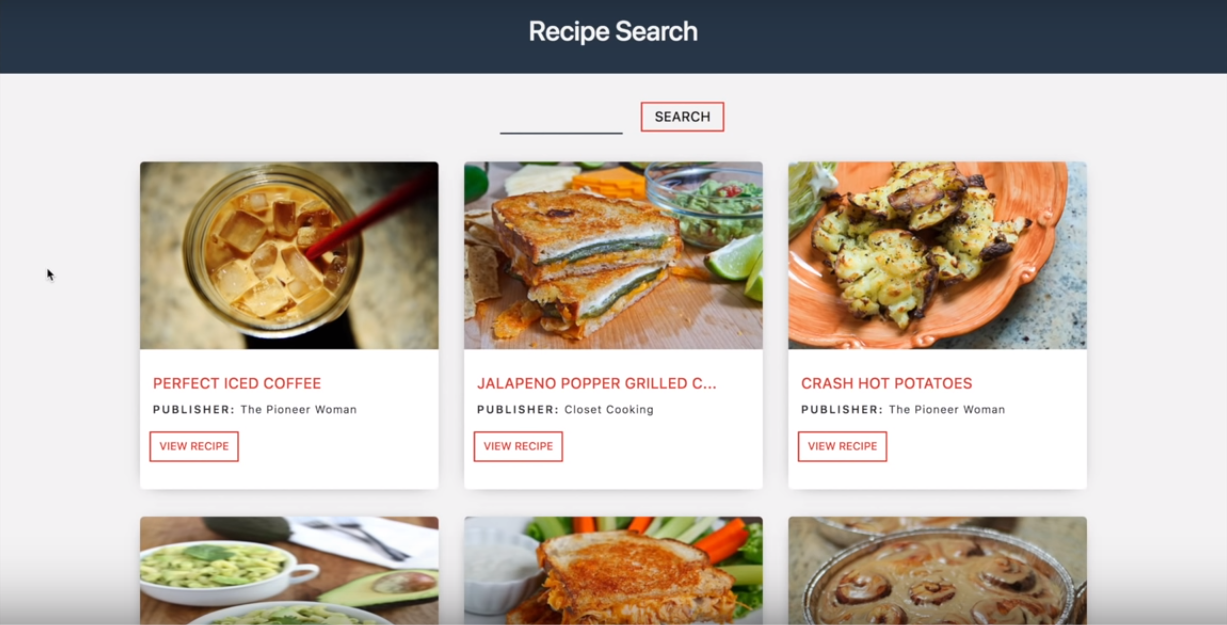 Recipe Search
SEARCH
PERFECT ICED COFFEE
PUBLISHER: The Pioneer Woman
VIEW RECIPE
JALAPENO POPPER GRILLED C...
PUBLISHER: Closet Cooking
VIEW RECIPE
CRASH HOT POTATOES
PUBLISHER: The Pioneer Woman
VIEW RECIPE